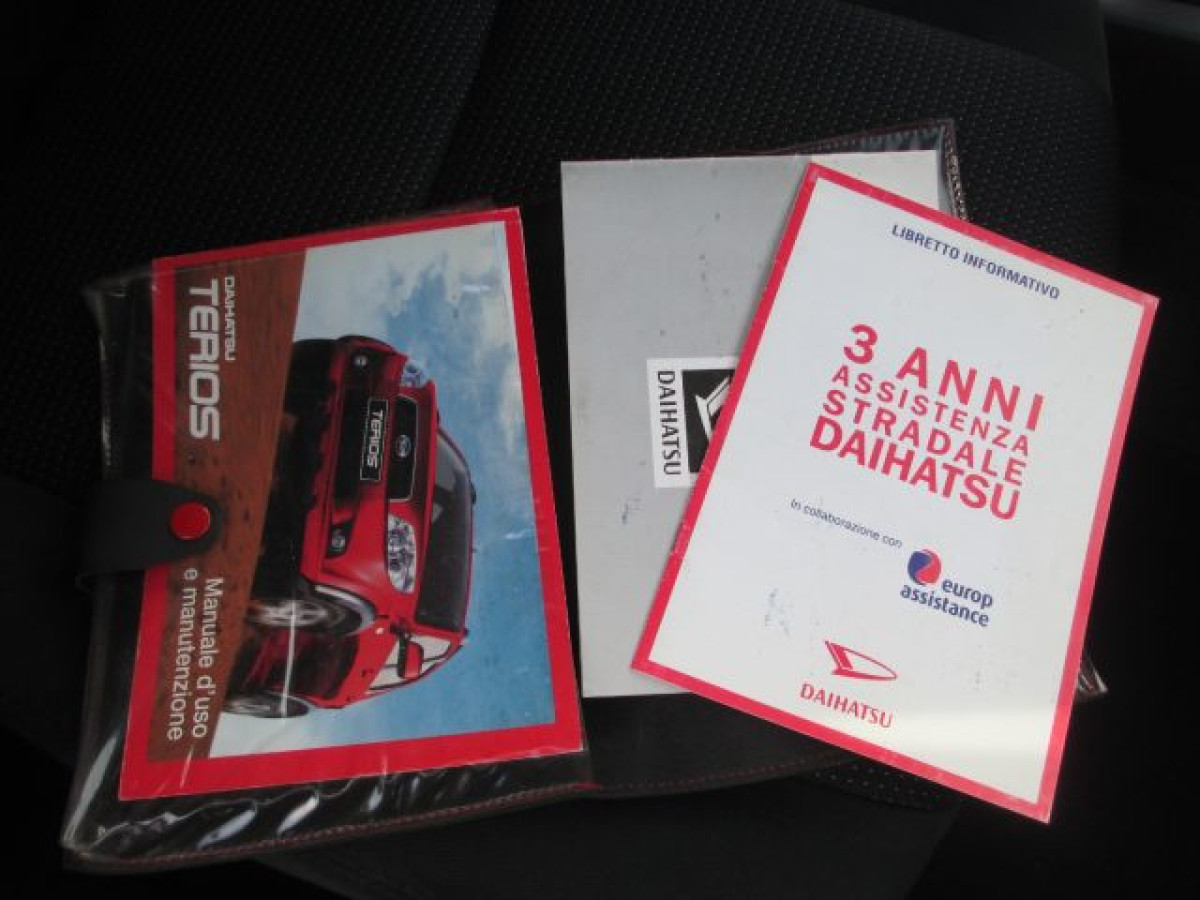 DAIHATSU
TERIOS
TERIOS
Manuale d'uso
e manutenzione
DAIHATSU
LIBRETTO INFORMATIVO
3 ANNI
ASSISTENZA
STRADALE
DAIHATSU
In collaborazione con
europ
assistance
DAIHATSU